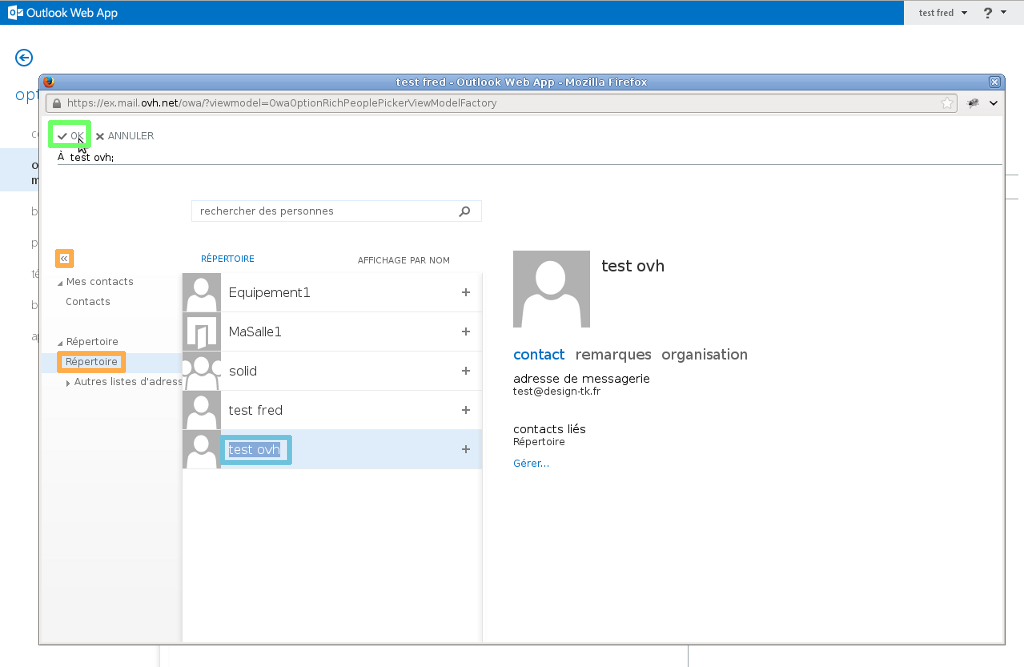 Outlook Web App
test fred
?
opt
test fred - Outlook Web App - Mozilla Firefox
https://ex.mail.ovh.net/owa/?viewmodel=OwaOptionRichPeoplePickerViewModelFactory
OK ANNULER
À test ovh;
rechercher des personnes
«
RÉPERTOIRE AFFICHAGE PAR NOM
Mes contacts
Contacts
Répertoire
Répertoire
Autres listes d'adress
Equipement1 +
MaSalle1 +
solid +
test fred +
test ovh +
test ovh
contact remarques organisation
adresse de messagerie
test@design-tk.fr
contacts liés
Répertoire
Gérer...